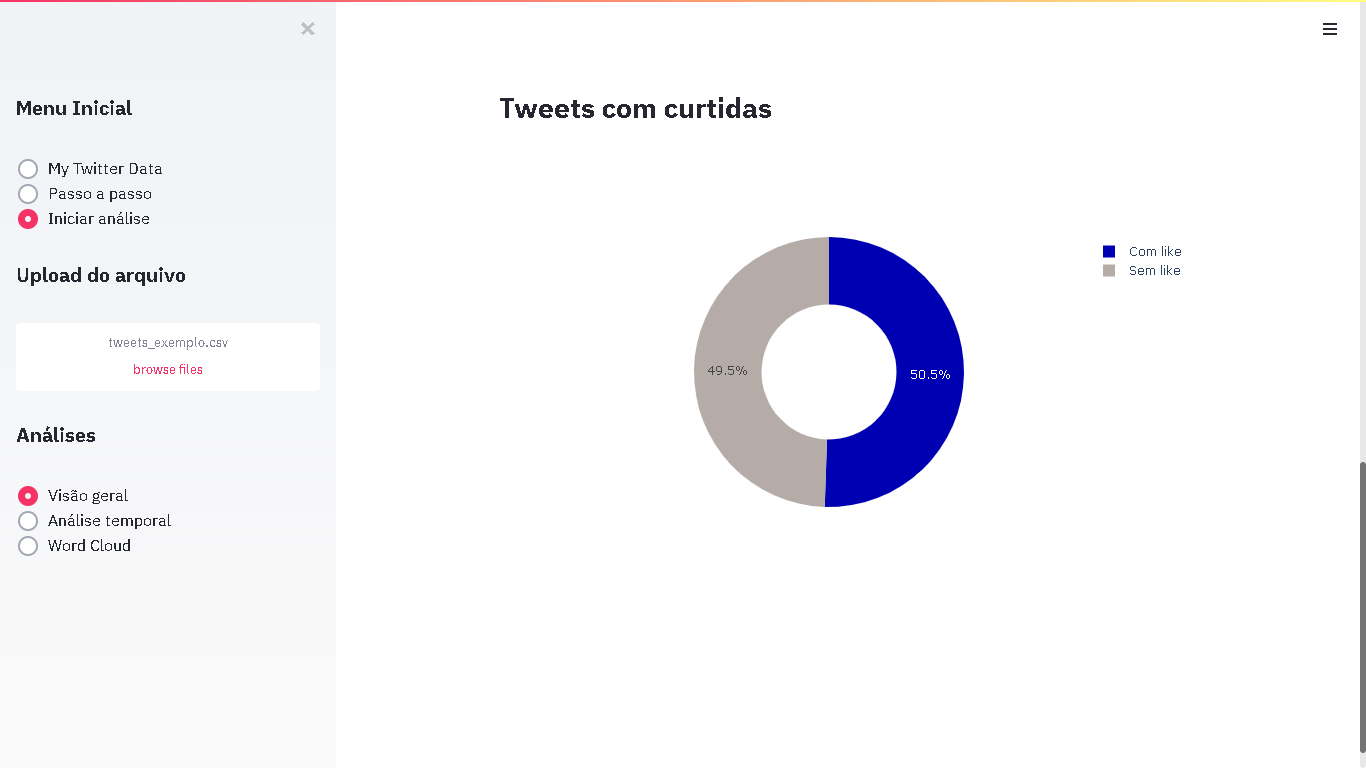 Menu Inicial
My Twitter Data
Passo a passo
Iniciar análise
Upload do arquivo
tweets_exemplo.csv
browse files
Análises
Visão geral
Análise temporal
Word Cloud
Tweets com curtidas
Com like
Sem like
49.5%
50.5%